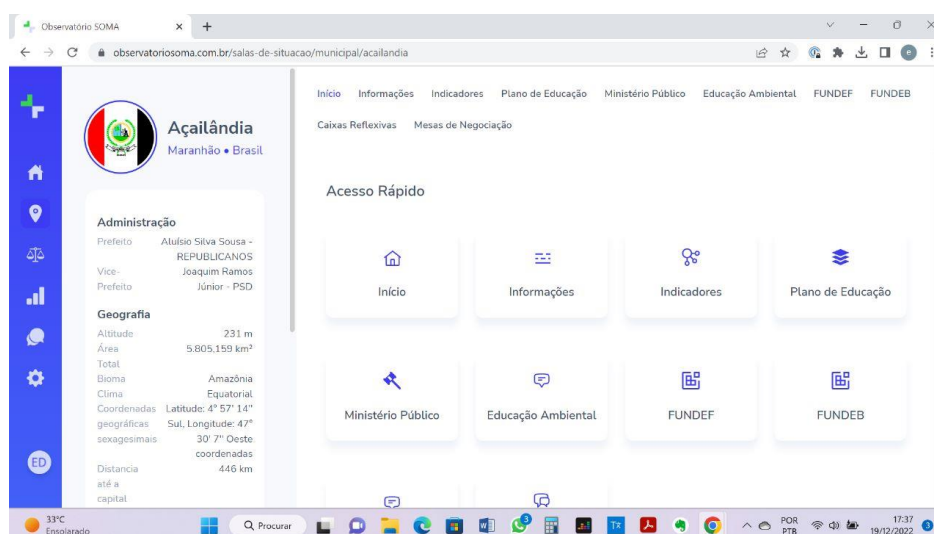 Observatório SOMA
observatoriosoma.com.br/salas-de-situacao/municipal/acailandia
Início Informações Indicadores Plano de Educação Ministério Público Educação Ambiental FUNDEF FUNDEB
Caixas Reflexivas Mesas de Negociação
Açailândia
Maranhão • Brasil
Administração
Prefeito Aluísio Silva Sousa -
REPUBLICANOS
Vice- Joaquim Ramos
Prefeito Júnior - PSD
Geografia
Altitude 231 m
Área 5.805,159 km²
Total
Bioma Amazônia
Clima Equatorial
Coordenadas Latitude: 4° 57' 14''
geográficas Sul, Longitude: 47°
sexagesimais 30' 7'' Oeste
coordenadas
Distancia 446 km
até a
capital
ED
Acesso Rápido
Início Informações Indicadores Plano de Educação
Ministério Público Educação Ambiental FUNDEF FUNDEB
33°C
Ensolarado
Procurar
POR
PTB
17:37
19/12/2022